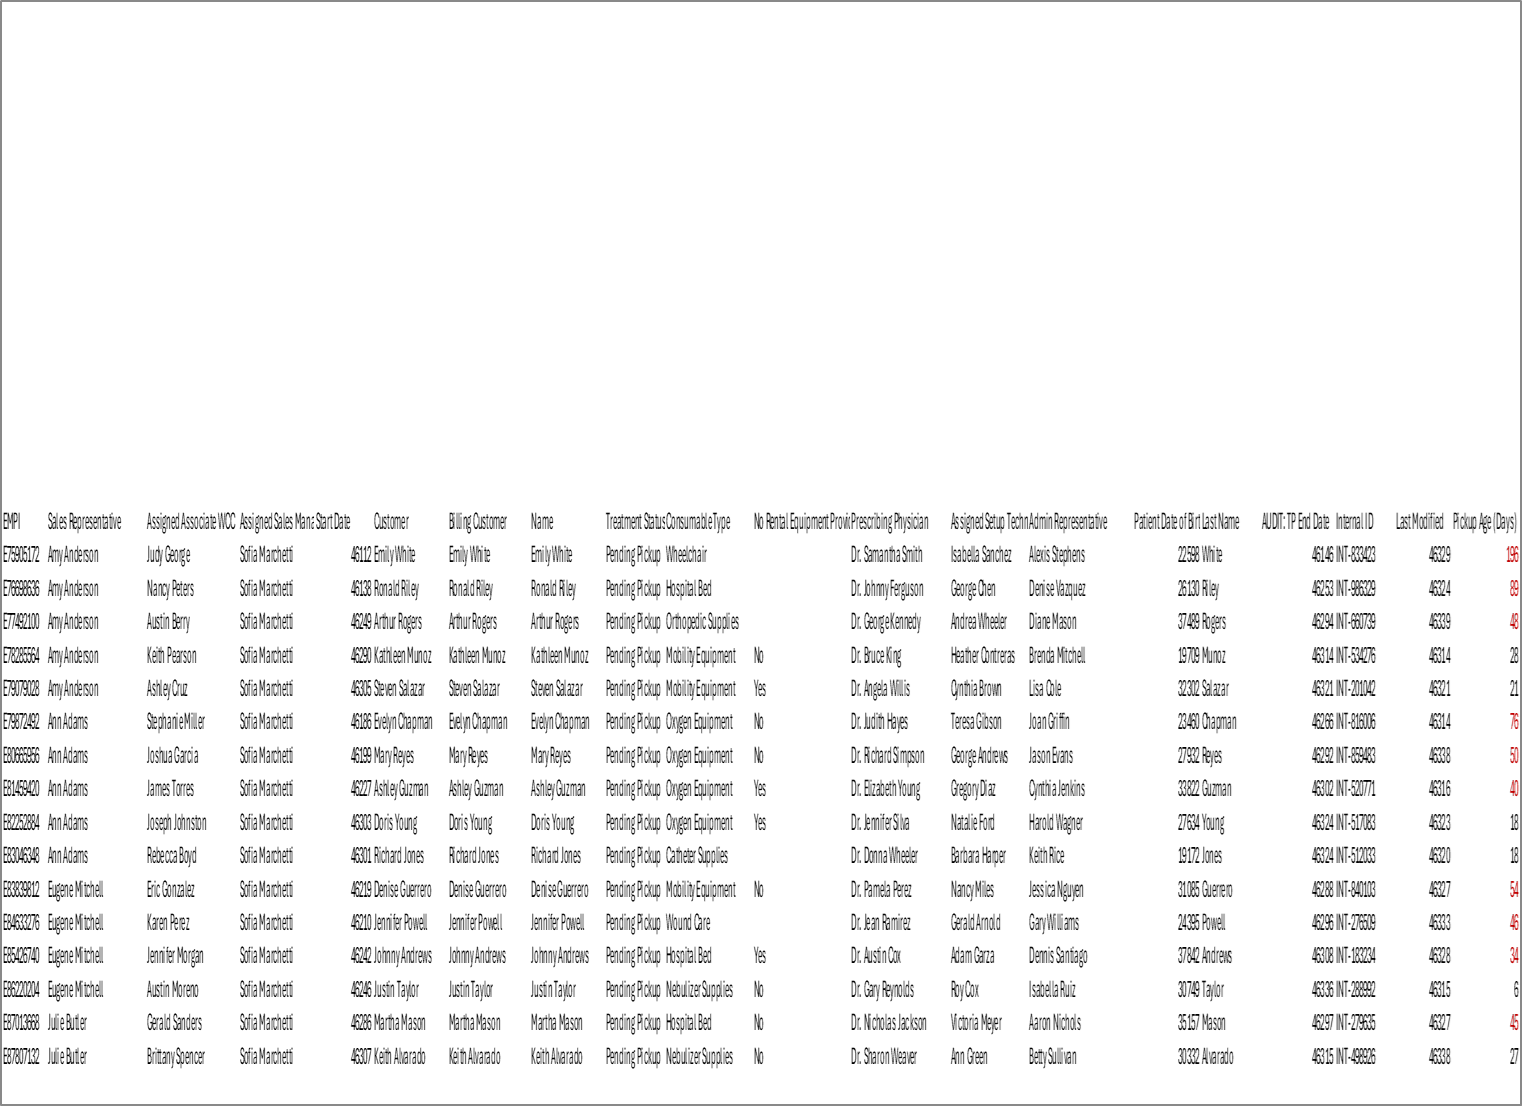 EMPI Sales Representative Assigned Associate WCC Assigned Sales Mana Start Date Customer Billing Customer Name Treatment Status Consumable Type No Rental Equipment Provi Prescribing Physician Assigned Setup Techn Admin Representative Patient Date of Birt Last Name AUDIT: TP End Date Internal ID Last Modified Pickup Age (Days)
E75905172 Amy Anderson Judy George Sofia Marchetti 46112 Emily White Emily White Emily White Pending Pickup Wheelchair Dr. Samantha Smith Isabella Sanchez Alexis Stephens 22598 White 46146 INT-833423 46329 196
E76698636 Amy Anderson Nancy Peters Sofia Marchetti 46138 Ronald Riley Ronald Riley Ronald Riley Pending Pickup Hospital Bed Dr. Johnny Ferguson George Chen Denise Vazquez 26130 Riley 46253 INT-986329 46324 89
E77492100 Amy Anderson Austin Berry Sofia Marchetti 46249 Arthur Rogers Arthur Rogers Arthur Rogers Pending Pickup Orthopedic Supplies Dr. George Kennedy Andrea Wheeler Diane Mason 37489 Rogers 46294 INT-660739 46339 48
E78285564 Amy Anderson Keith Pearson Sofia Marchetti 46290 Kathleen Munoz Kathleen Munoz Kathleen Munoz Pending Pickup Mobility Equipment No Dr. Bruce King Heather Contreras Brenda Mitchell 19709 Munoz 46314 INT-534276 46314 28
E79079028 Amy Anderson Ashley Cruz Sofia Marchetti 46305 Steven Salazar Steven Salazar Steven Salazar Pending Pickup Mobility Equipment Yes Dr. Angela Willis Cynthia Brown Lisa Cole 32302 Salazar 46321 INT-201042 46321 21
E79872492 Ann Adams Stephanie Miller Sofia Marchetti 46186 Evelyn Chapman Evelyn Chapman Evelyn Chapman Pending Pickup Oxygen Equipment No Dr. Judith Hayes Teresa Gibson Joan Griffin 23460 Chapman 46266 INT-816006 46314 76
E80665956 Ann Adams Joshua Garcia Sofia Marchetti 46199 Mary Reyes Mary Reyes Mary Reyes Pending Pickup Oxygen Equipment No Dr. Richard Simpson George Andrews Jason Evans 27932 Reyes 46292 INT-859483 46338 50
E81459420 Ann Adams James Torres Sofia Marchetti 46227 Ashley Guzman Ashley Guzman Ashley Guzman Pending Pickup Oxygen Equipment Yes Dr. Elizabeth Young Gregory Diaz Cynthia Jenkins 33822 Guzman 46302 INT-520771 46316 40
E82252884 Ann Adams Joseph Johnston Sofia Marchetti 46303 Doris Young Doris Young Doris Young Pending Pickup Oxygen Equipment Yes Dr. Jennifer Silva Natalie Ford Harold Wagner 27634 Young 46324 INT-517083 46323 18
E83046348 Ann Adams Rebecca Boyd Sofia Marchetti 46301 Richard Jones Richard Jones Richard Jones Pending Pickup Catheter Supplies Dr. Donna Wheeler Barbara Harper Keith Rice 19172 Jones 46324 INT-512033 46320 18
E83839812 Eugene Mitchell Eric Gonzalez Sofia Marchetti 46219 Denise Guerrero Denise Guerrero Denise Guerrero Pending Pickup Mobility Equipment No Dr. Pamela Perez Nancy Miles Jessica Nguyen 31085 Guerrero 46288 INT-840103 46327 54
E84633276 Eugene Mitchell Karen Perez Sofia Marchetti 46210 Jennifer Powell Jennifer Powell Jennifer Powell Pending Pickup Wound Care Dr. Jean Ramirez Gerald Arnold Gary Williams 24395 Powell 46296 INT-276509 46333 46
E85426740 Eugene Mitchell Jennifer Morgan Sofia Marchetti 46242 Johnny Andrews Johnny Andrews Johnny Andrews Pending Pickup Hospital Bed Yes Dr. Austin Cox Adam Garza Dennis Santiago 37842 Andrews 46308 INT-183234 46328 34
E86220204 Eugene Mitchell Austin Moreno Sofia Marchetti 46246 Justin Taylor Justin Taylor Justin Taylor Pending Pickup Nebulizer Supplies No Dr. Gary Reynolds Roy Cox Isabella Ruiz 30749 Taylor 46336 INT-288992 46315 6
E87013668 Julie Butler Gerald Sanders Sofia Marchetti 46286 Martha Mason Martha Mason Martha Mason Pending Pickup Hospital Bed No Dr. Nicholas Jackson Victoria Meyer Aaron Nichols 35157 Mason 46297 INT-279635 46327 45
E87807132 Julie Butler Brittany Spencer Sofia Marchetti 46307 Keith Alvarado Keith Alvarado Keith Alvarado Pending Pickup Nebulizer Supplies No Dr. Sharon Weaver Ann Green Betty Sullivan 30332 Alvarado 46315 INT-498926 46338 27